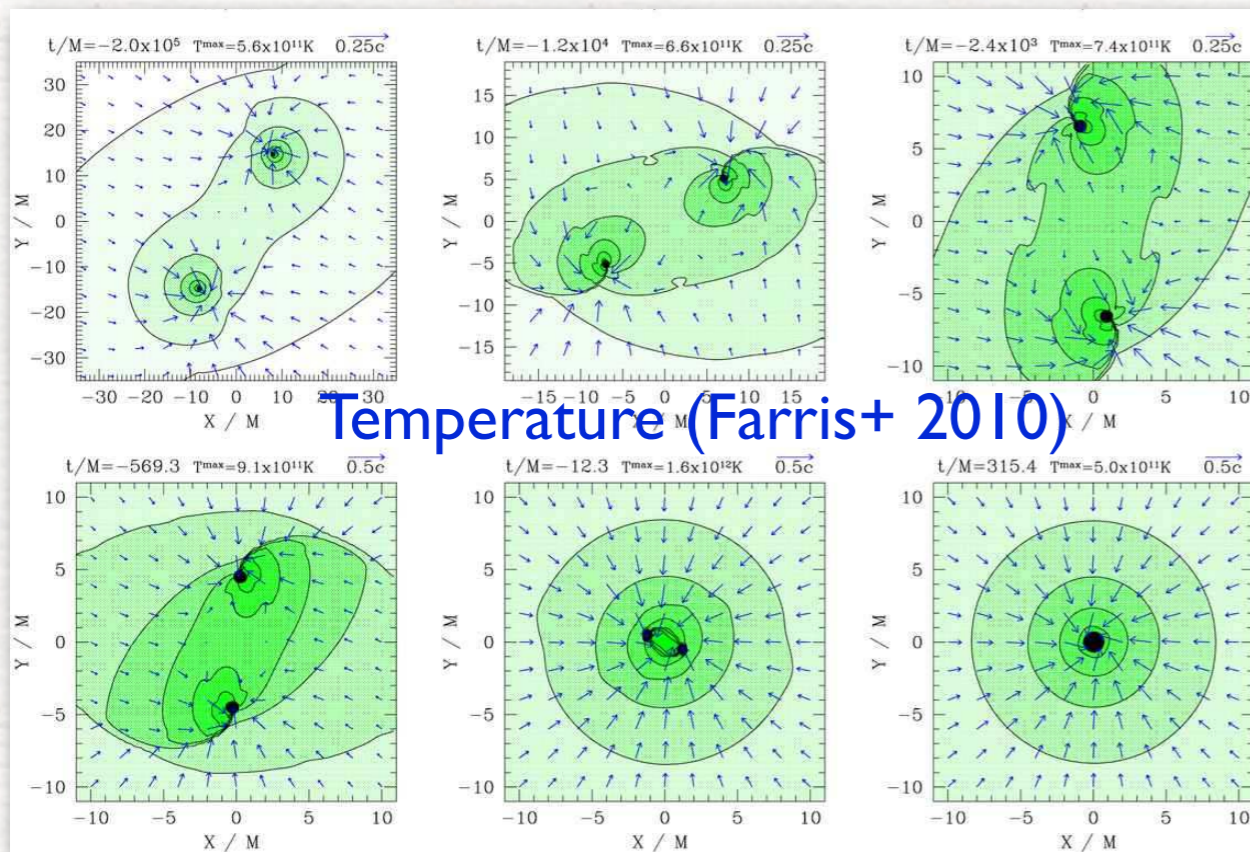 t/M=−2.0x10⁵ Tᵐᵃˣ=5.6x10¹¹K 0.25c
t/M=−1.2x10⁴ Tᵐᵃˣ=6.6x10¹¹K 0.25c
t/M=−2.4x10³ Tᵐᵃˣ=7.4x10¹¹K 0.25c
30
20
10
0
−10
−20
−30
Y / M
−30 −20 −10 0 10 20 30
X / M
15
10
5
0
−5
−10
−15
Y / M
−15 −10 −5 0 5 10 15
X / M
10
5
0
−5
−10
Y / M
−10 −5 0 5 10
X / M
Temperature (Farris+ 2010)
t/M=−569.3 Tᵐᵃˣ=9.1x10¹¹K 0.5c
t/M=−12.3 Tᵐᵃˣ=1.6x10¹²K 0.5c
t/M=315.4 Tᵐᵃˣ=5.0x10¹¹K 0.5c
10
5
0
−5
−10
Y / M
−10 −5 0 5 10
X / M
10
5
0
−5
−10
Y / M
−10 −5 0 5 10
X / M
10
5
0
−5
−10
Y / M
−10 −5 0 5 10
X / M